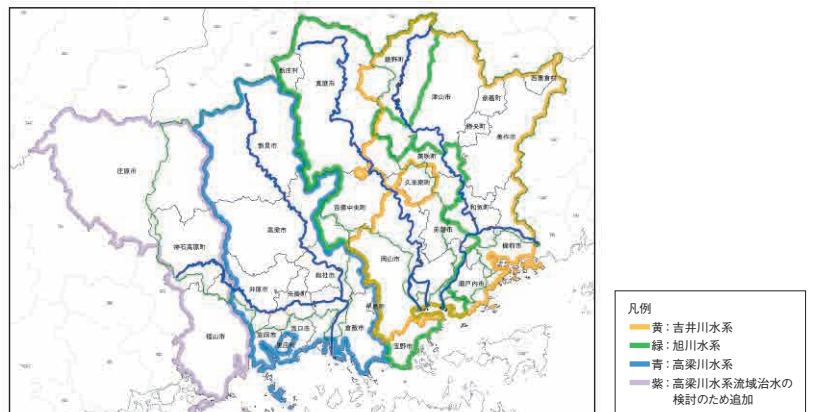 鏡野町
新庄村
真庭市
津山市
奈義町
西粟倉村
勝央町
美作市
新見市
美咲町
庄原市
久米南町
吉備中央町
和気町
高梁市
赤磐市
備前市
神石高原町
岡山市
総社市
瀬戸内市
井原市
矢掛町
早島町
福山市
笠岡市
浅口市
倉敷市
里庄町
玉野市
凡例
黄：吉井川水系
緑：旭川水系
青：高梁川水系
紫：高梁川水系流域治水の
検討のため追加